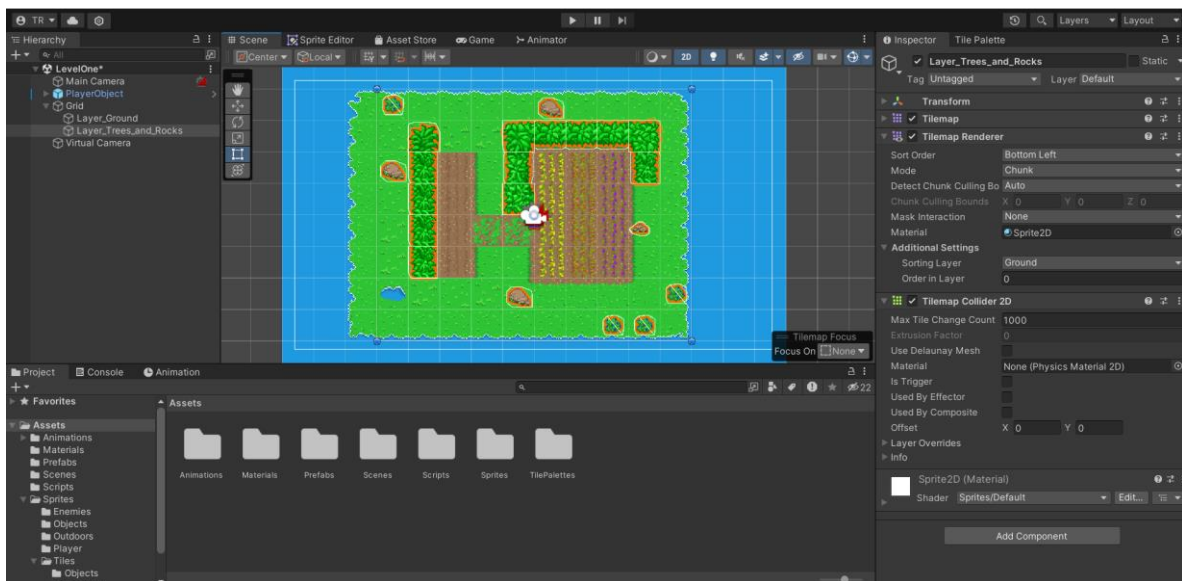 TR
Layers
Layout
Hierarchy
All
LevelOne*
Main Camera
PlayerObject
Grid
Layer_Ground
Layer_Trees_and_Rocks
Virtual Camera
Scene
Sprite Editor
Asset Store
Game
Animator
Center
Local
2D
Tilemap Focus
Focus On
None
Inspector
Tile Palette
Layer_Trees_and_Rocks
Static
Tag Untagged
Layer Default
Transform
Tilemap
Tilemap Renderer
Sort Order Bottom Left
Mode Chunk
Detect Chunk Culling Bo Auto
Chunk Culling Bounds X 0 Y 0 Z 0
Mask Interaction None
Material Sprite2D
Additional Settings
Sorting Layer Ground
Order in Layer 0
Tilemap Collider 2D
Max Tile Change Count 1000
Extrusion Factor 0
Use Delaunay Mesh
Material None (Physics Material 2D)
Is Trigger
Used By Effector
Used By Composite
Offset X 0 Y 0
Layer Overrides
Info
Sprite2D (Material)
Shader Sprites/Default Edit...
Add Component
Project
Console
Animation
22
Favorites
Assets
Animations
Materials
Prefabs
Scenes
Scripts
Sprites
Enemies
Objects
Outdoors
Player
Tiles
Objects
Assets
Animations
Materials
Prefabs
Scenes
Scripts
Sprites
TilePalettes